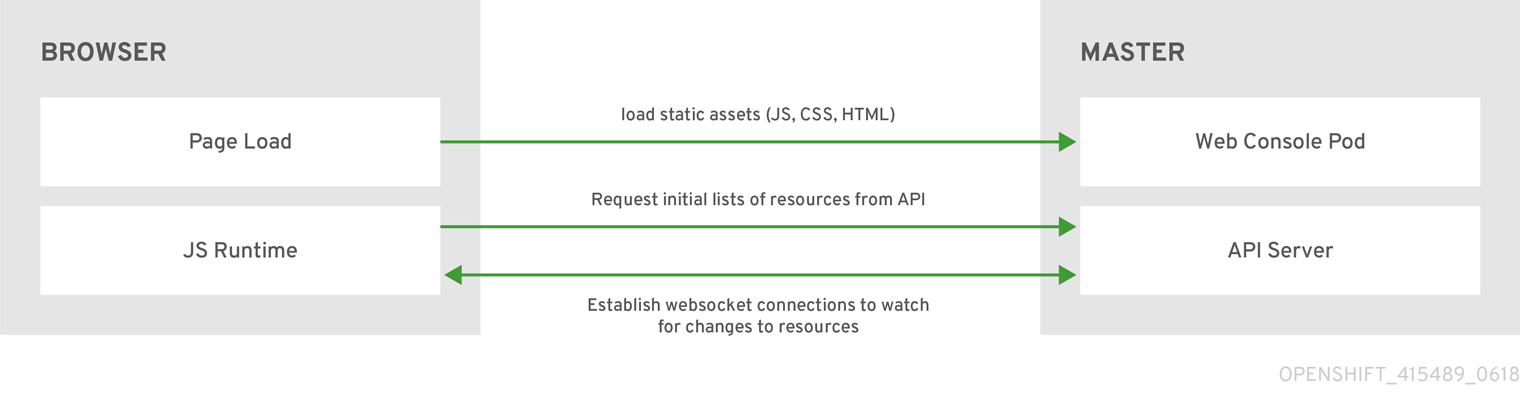 BROWSER
MASTER
load static assets (JS, CSS, HTML)
Page Load
Web Console Pod
Request initial lists of resources from API
JS Runtime
API Server
Establish websocket connections to watch
for changes to resources
OPENSHIFT_415489_0618